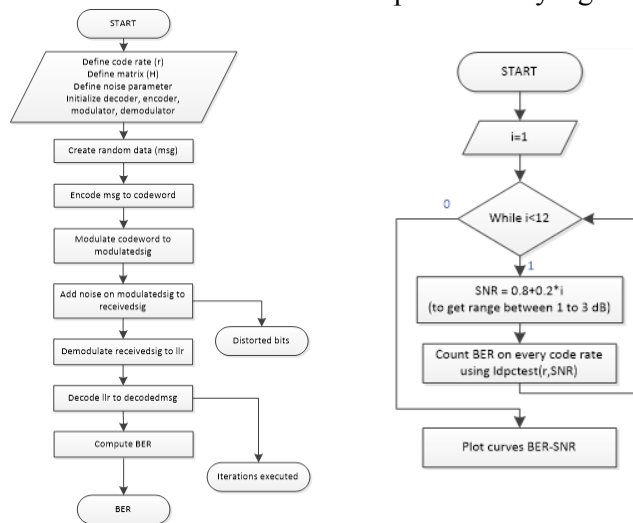 START
Define code rate (r)
Define matrix (H)
Define noise parameter
Initialize decoder, encoder,
modulator, demodulator
Create random data (msg)
Encode msg to codeword
Modulate codeword to
modulatedsig
Add noise on modulatedsig to
receivedsig
Distorted bits
Demodulate receivedsig to llr
Decode llr to decodedmsg
Iterations executed
Compute BER
BER
START
i=1
While i<12
0
1
SNR = 0.8+0.2*i
(to get range between 1 to 3 dB)
Count BER on every code rate
using ldpctest(r,SNR)
Plot curves BER-SNR